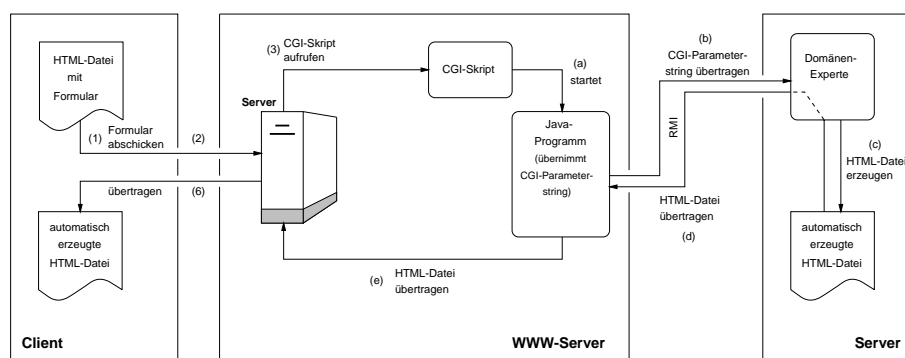 HTML-Datei
mit
Formular
(1)
Formular
abschicken
(2)
übertragen
(6)
automatisch
erzeugte
HTML-Datei
Client
(3)
CGI-Skript
aufrufen
Server
CGI-Skript
(a)
startet
Java-
Programm
(übernimmt
CGI-Parameter-
string)
(e)
HTML-Datei
übertragen
WWW-Server
(b)
CGI-Parameter-
string übertragen
RMI
HTML-Datei
übertragen
(d)
Domänen-
Experte
(c)
HTML-Datei
erzeugen
automatisch
erzeugte
HTML-Datei
Server